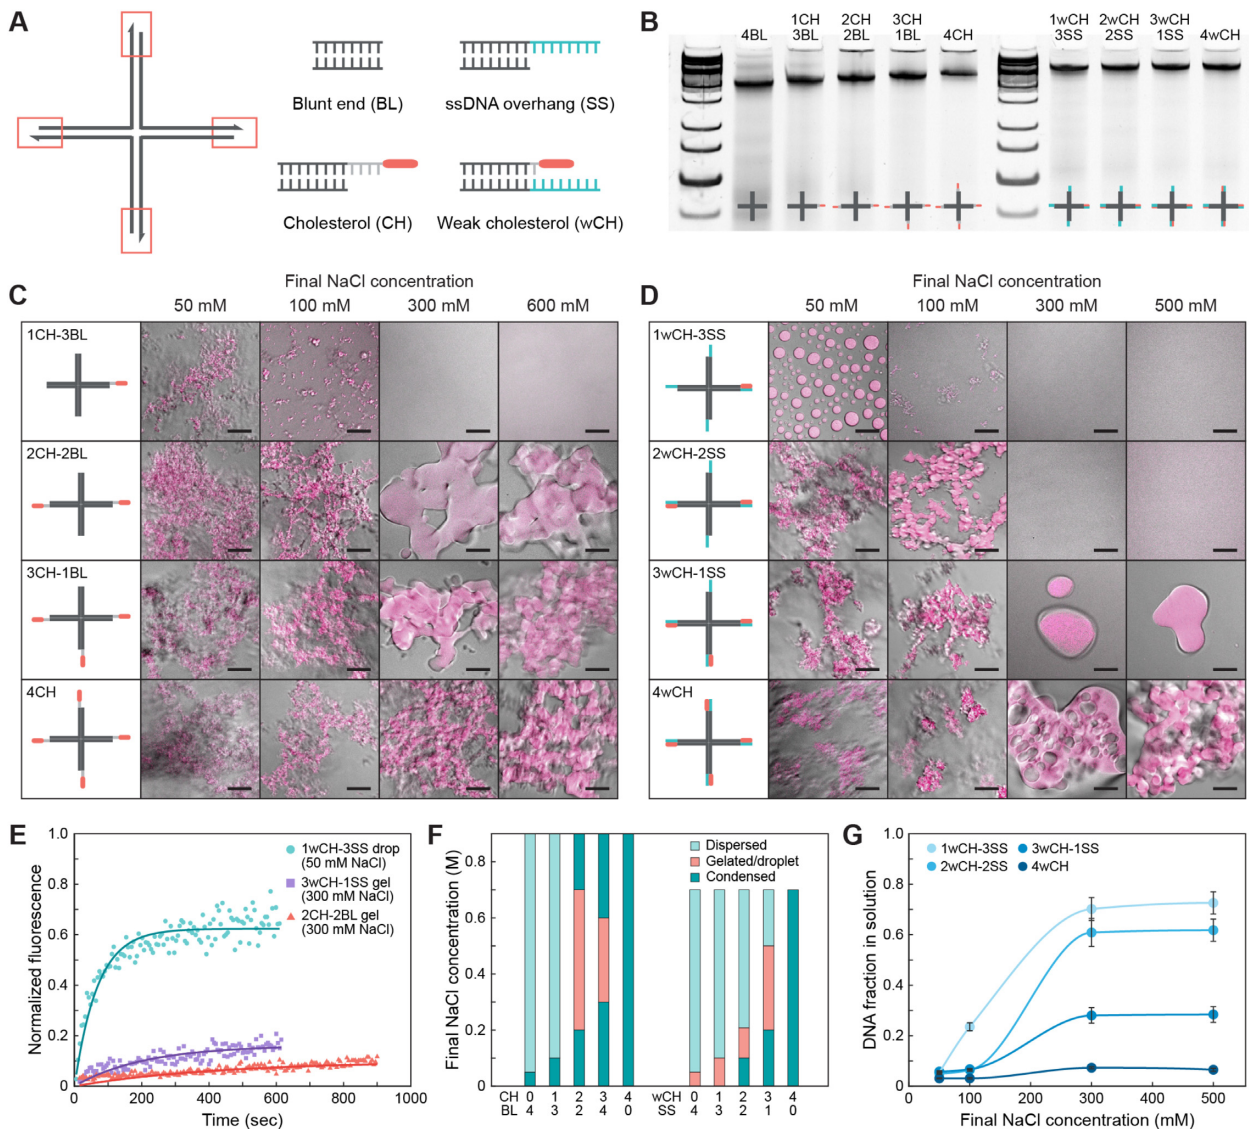 A
Blunt end (BL)
ssDNA overhang (SS)
Cholesterol (CH)
Weak cholesterol (wCH)
B
4BL
1CH
3BL
2CH
2BL
3CH
1BL
4CH
1wCH
3SS
2wCH
2SS
3wCH
1SS
4wCH
C
Final NaCl concentration
50 mM 100 mM 300 mM 600 mM
1CH-3BL
2CH-2BL
3CH-1BL
4CH
D
Final NaCl concentration
50 mM 100 mM 300 mM 500 mM
1wCH-3SS
2wCH-2SS
3wCH-1SS
4wCH
E
Normalized fluorescence
1.0
0.8
0.6
0.4
0.2
0
0 200 400 600 800 1000
Time (sec)
1wCH-3SS drop
(50 mM NaCl)
3wCH-1SS gel
(300 mM NaCl)
2CH-2BL gel
(300 mM NaCl)
F
Final NaCl concentration (M)
0.8
0.6
0.4
0.2
0
Dispersed
Gelated/droplet
Condensed
CH 0 1 2 3 4 wCH 0 1 2 3 4
BL 4 3 2 4 0 SS 4 3 2 1 0
G
DNA fraction in solution
1.0
0.8
0.6
0.4
0.2
0
1wCH-3SS 3wCH-1SS
2wCH-2SS 4wCH
0 100 200 300 400 500
Final NaCl concentration (mM)